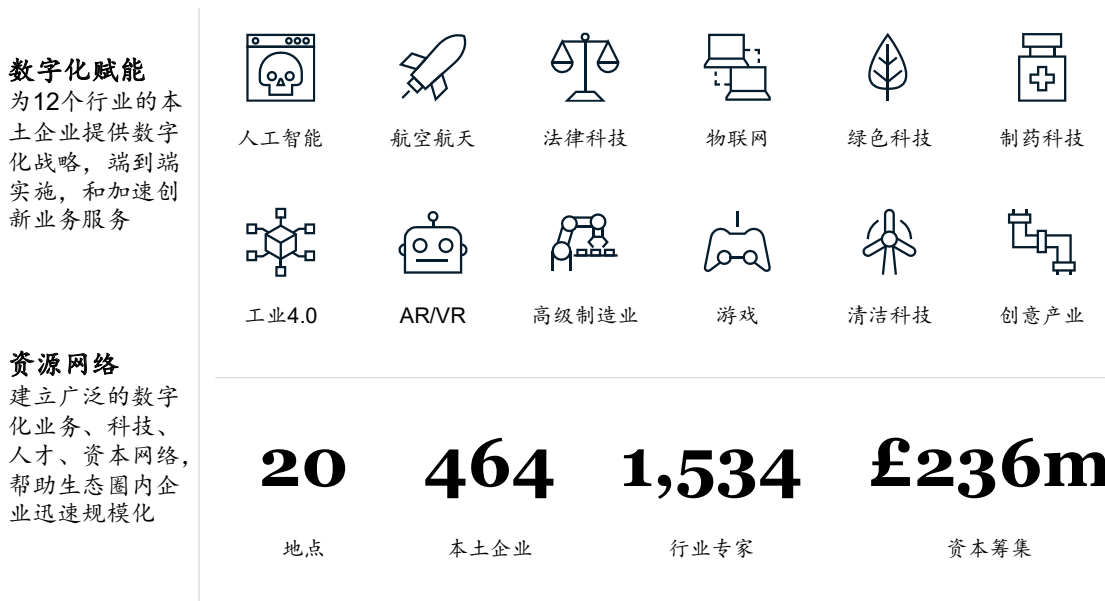 数字化赋能
为12个行业的本
土企业提供数字
化战略，端到端
实施，和加速创
新业务服务
人工智能
航空航天
法律科技
物联网
绿色科技
制药科技
工业4.0
AR/VR
高级制造业
游戏
清洁科技
创意产业
资源网络
建立广泛的数字
化业务、科技、
人才、资本网络，
帮助生态圈内企
业迅速规模化
20
464
1,534
£236m
地点
本土企业
行业专家
资本筹集